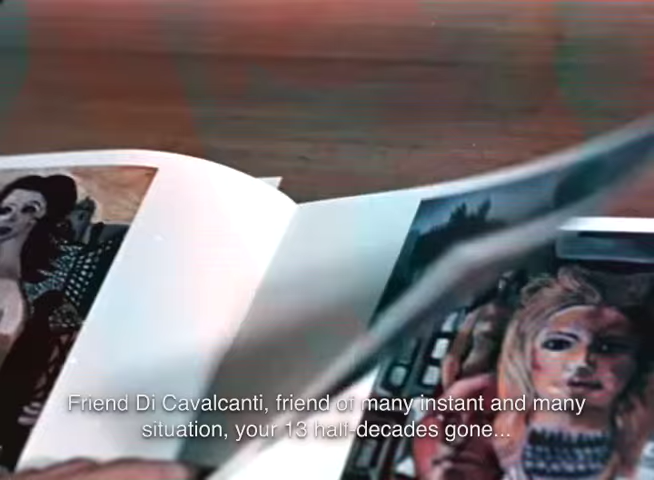 Friend Di Cavalcanti, friend of many instant and many
situation, your 13 half-decades gone...